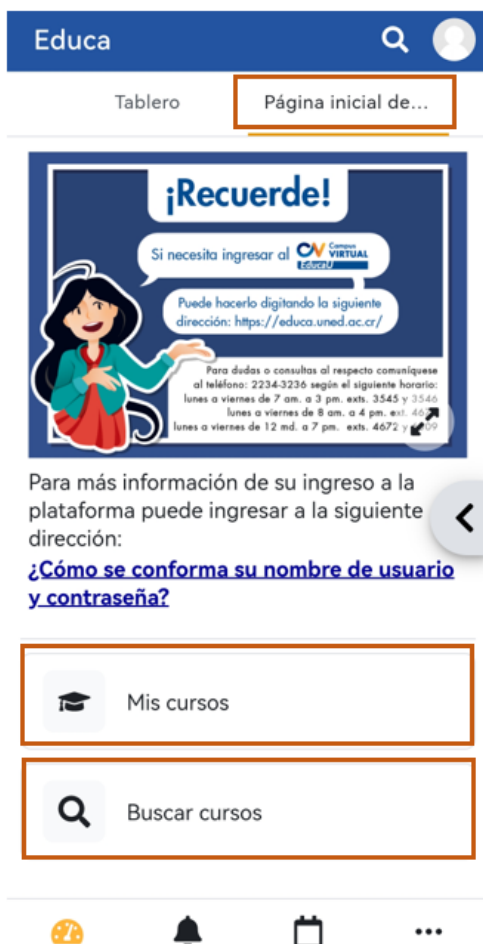 Educa
Tablero
Página inicial de...
¡Recuerde!
Si necesita ingresar al Campus VIRTUAL EducaU
Puede hacerlo digitando la siguiente
dirección: https://educa.uned.ac.cr/
Para dudas o consultas al respecto comuníquese
al teléfono: 2234-3236 según el siguiente horario:
lunes a viernes de 7 am. a 3 pm. exts. 3545 y 3546
lunes a viernes de 8 am. a 4 pm. ext.
lunes a viernes de 12 md. a 7 pm. exts. 4672 y
Para más información de su ingreso a la
plataforma puede ingresar a la siguiente
dirección:
¿Cómo se conforma su nombre de usuario
y contraseña?
Mis cursos
Buscar cursos